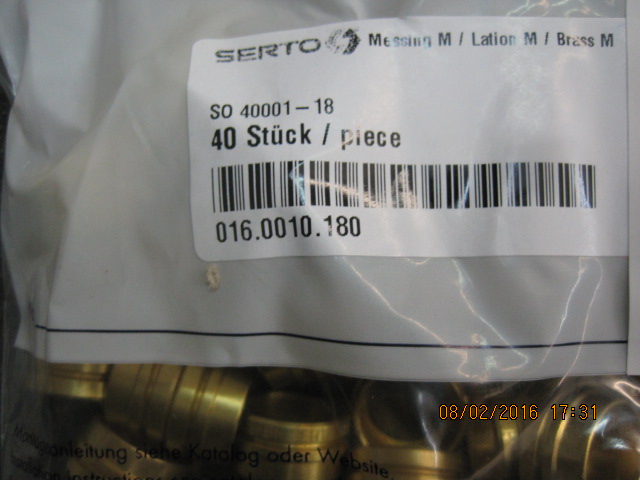 SERTO Messing M / Lation M / Brass M
SO 40001-18
40 Stück / piece
016.0010.180
08/02/2016 17:31
Montageanleitung siehe Katalog oder Website.